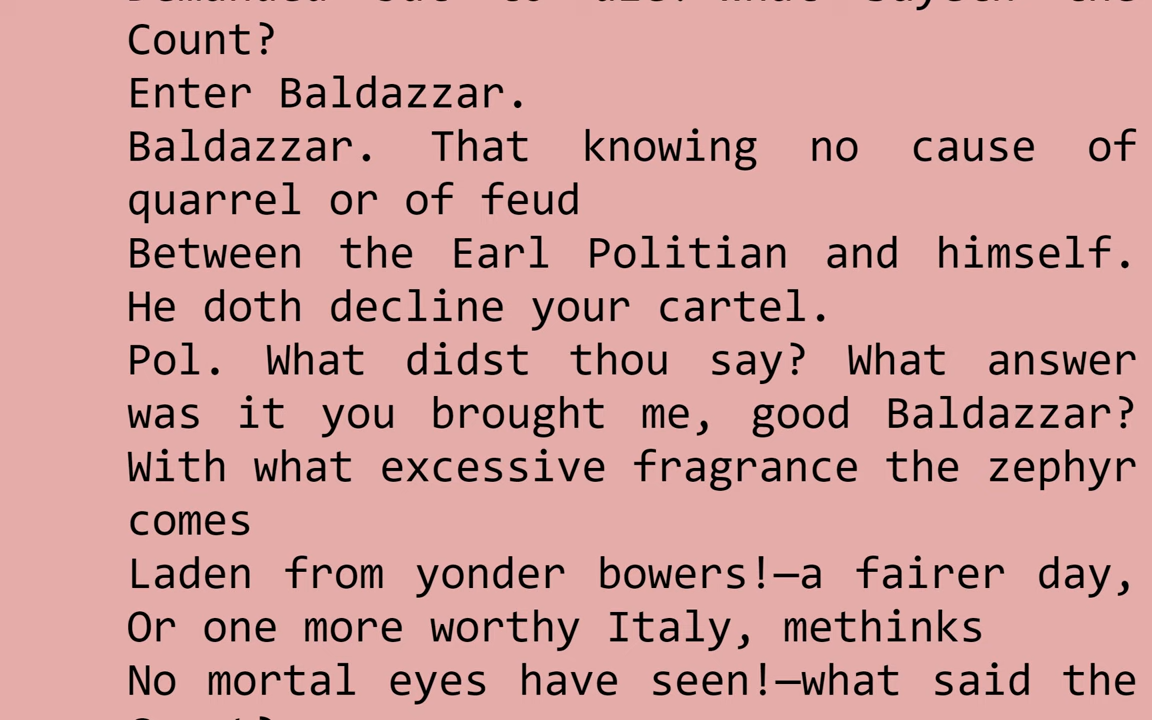 Count?
Enter Baldazzar.
Baldazzar. That knowing no cause of
quarrel or of feud
Between the Earl Politian and himself.
He doth decline your cartel.
Pol. What didst thou say? What answer
was it you brought me, good Baldazzar?
With what excessive fragrance the zephyr
comes
Laden from yonder bowers!—a fairer day,
Or one more worthy Italy, methinks
No mortal eyes have seen!—what said the